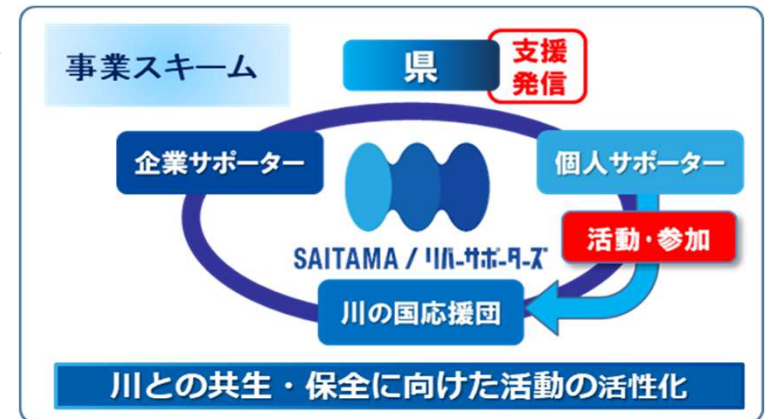 事業スキーム
県
支援
発信
企業サポーター
個人サポーター
活動・参加
SAITAMA / リバーサポーターズ
川の国応援団
川との共生・保全に向けた活動の活性化